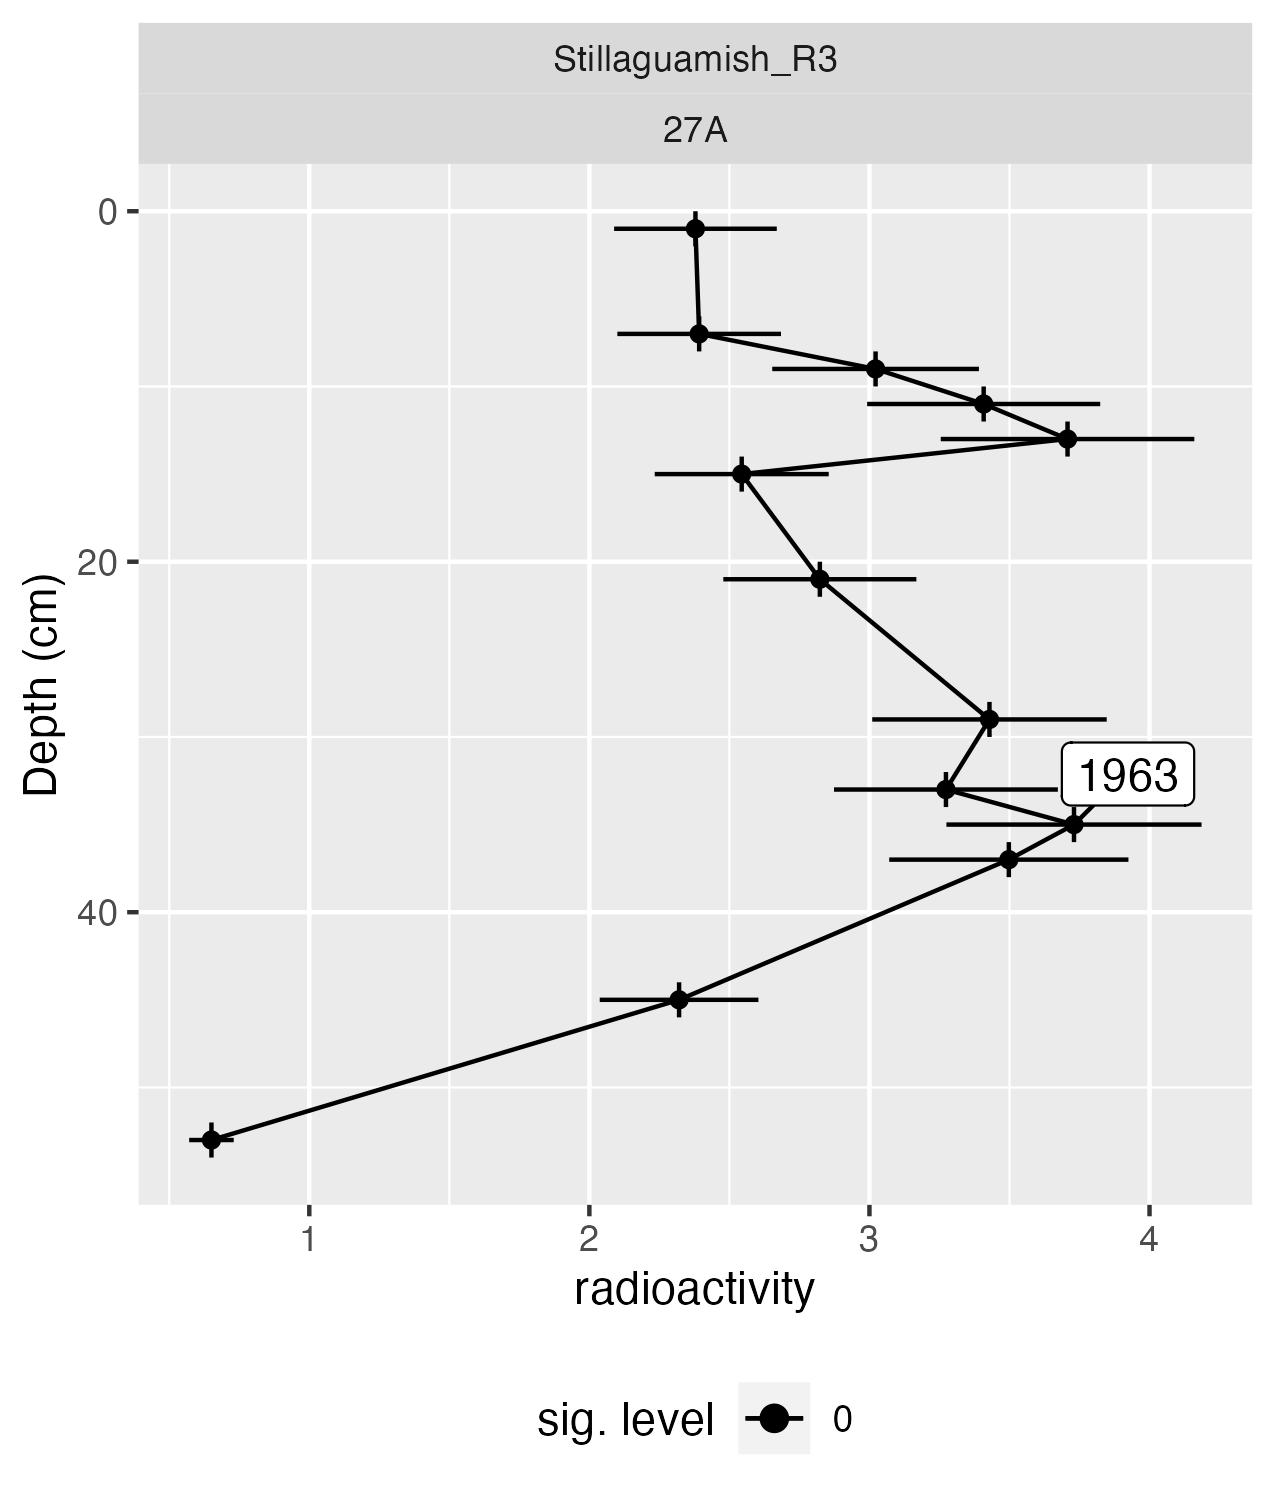 Stillaguamish_R3
27A
0
20
40
Depth (cm)
1963
1 2 3 4
radioactivity
sig. level 0